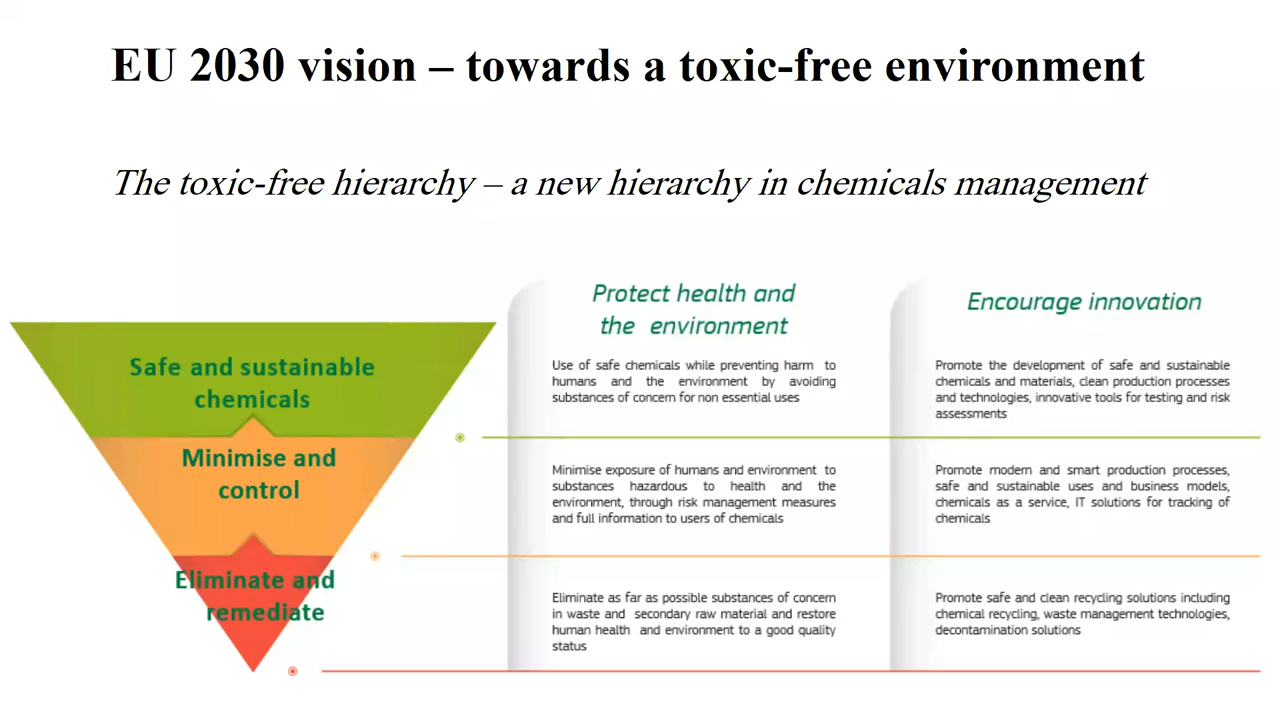 EU 2030 vision – towards a toxic-free environment
The toxic-free hierarchy – a new hierarchy in chemicals management
Safe and sustainable
chemicals
Minimise and
control
Eliminate and
remediate
Protect health and
the environment
Use of safe chemicals while preventing harm to
humans and the environment by avoiding
substances of concern for non essential uses
Minimise exposure of humans and environment to
substances hazardous to health and the
environment, through risk management measures
and full information to users of chemicals
Eliminate as far as possible substances of concern
in waste and secondary raw material and restore
human health and environment to a good quality
status
Encourage innovation
Promote the development of safe and sustainable
chemicals and materials, clean production processes
and technologies, innovative tools for testing and risk
assessments
Promote modern and smart production processes,
safe and sustainable uses and business models,
chemicals as a service, IT solutions for tracking of
chemicals
Promote safe and clean recycling solutions including
chemical recycling, waste management technologies,
decontamination solutions